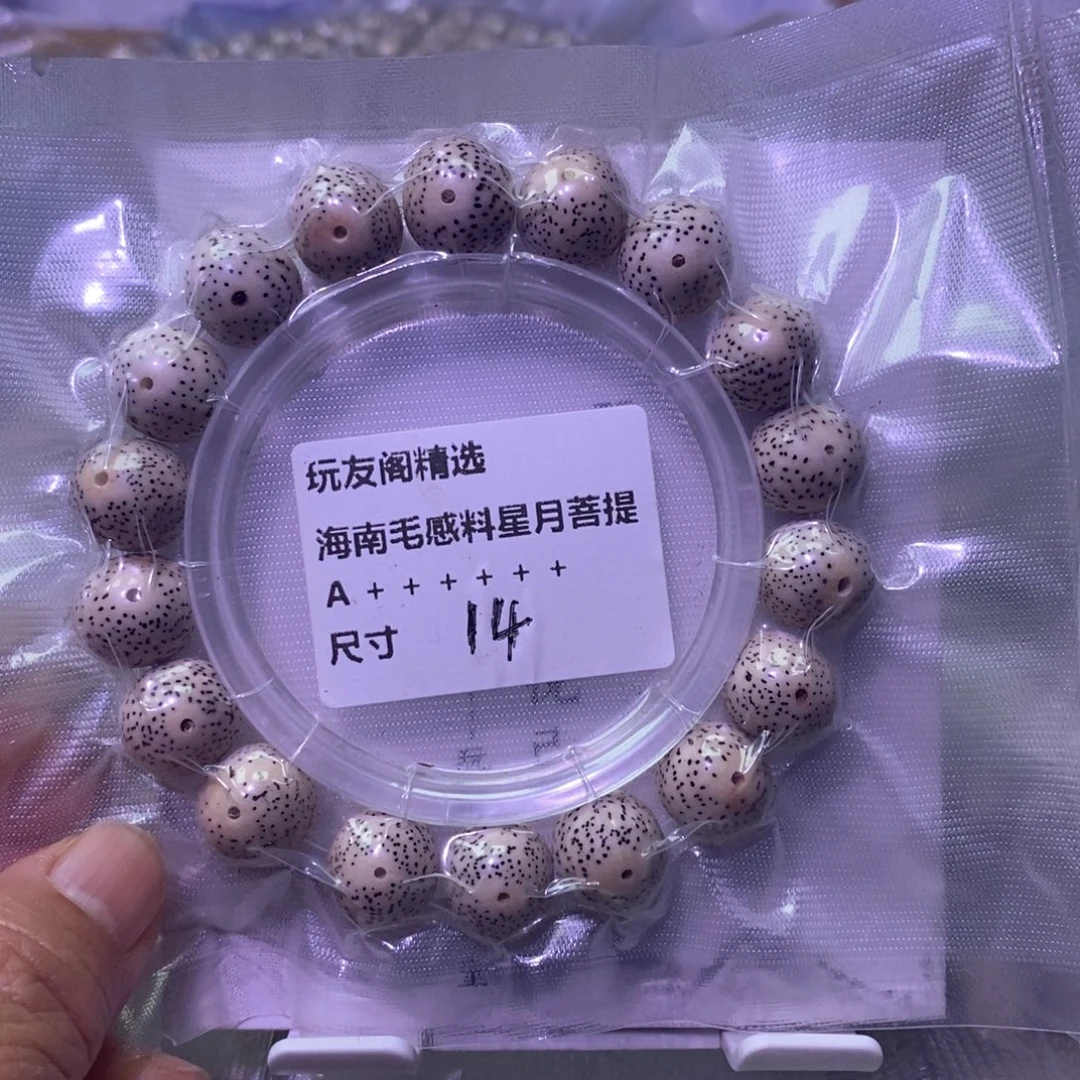 玩友阁精选
海南毛感料星月菩提
A + + + + + +
尺寸 14